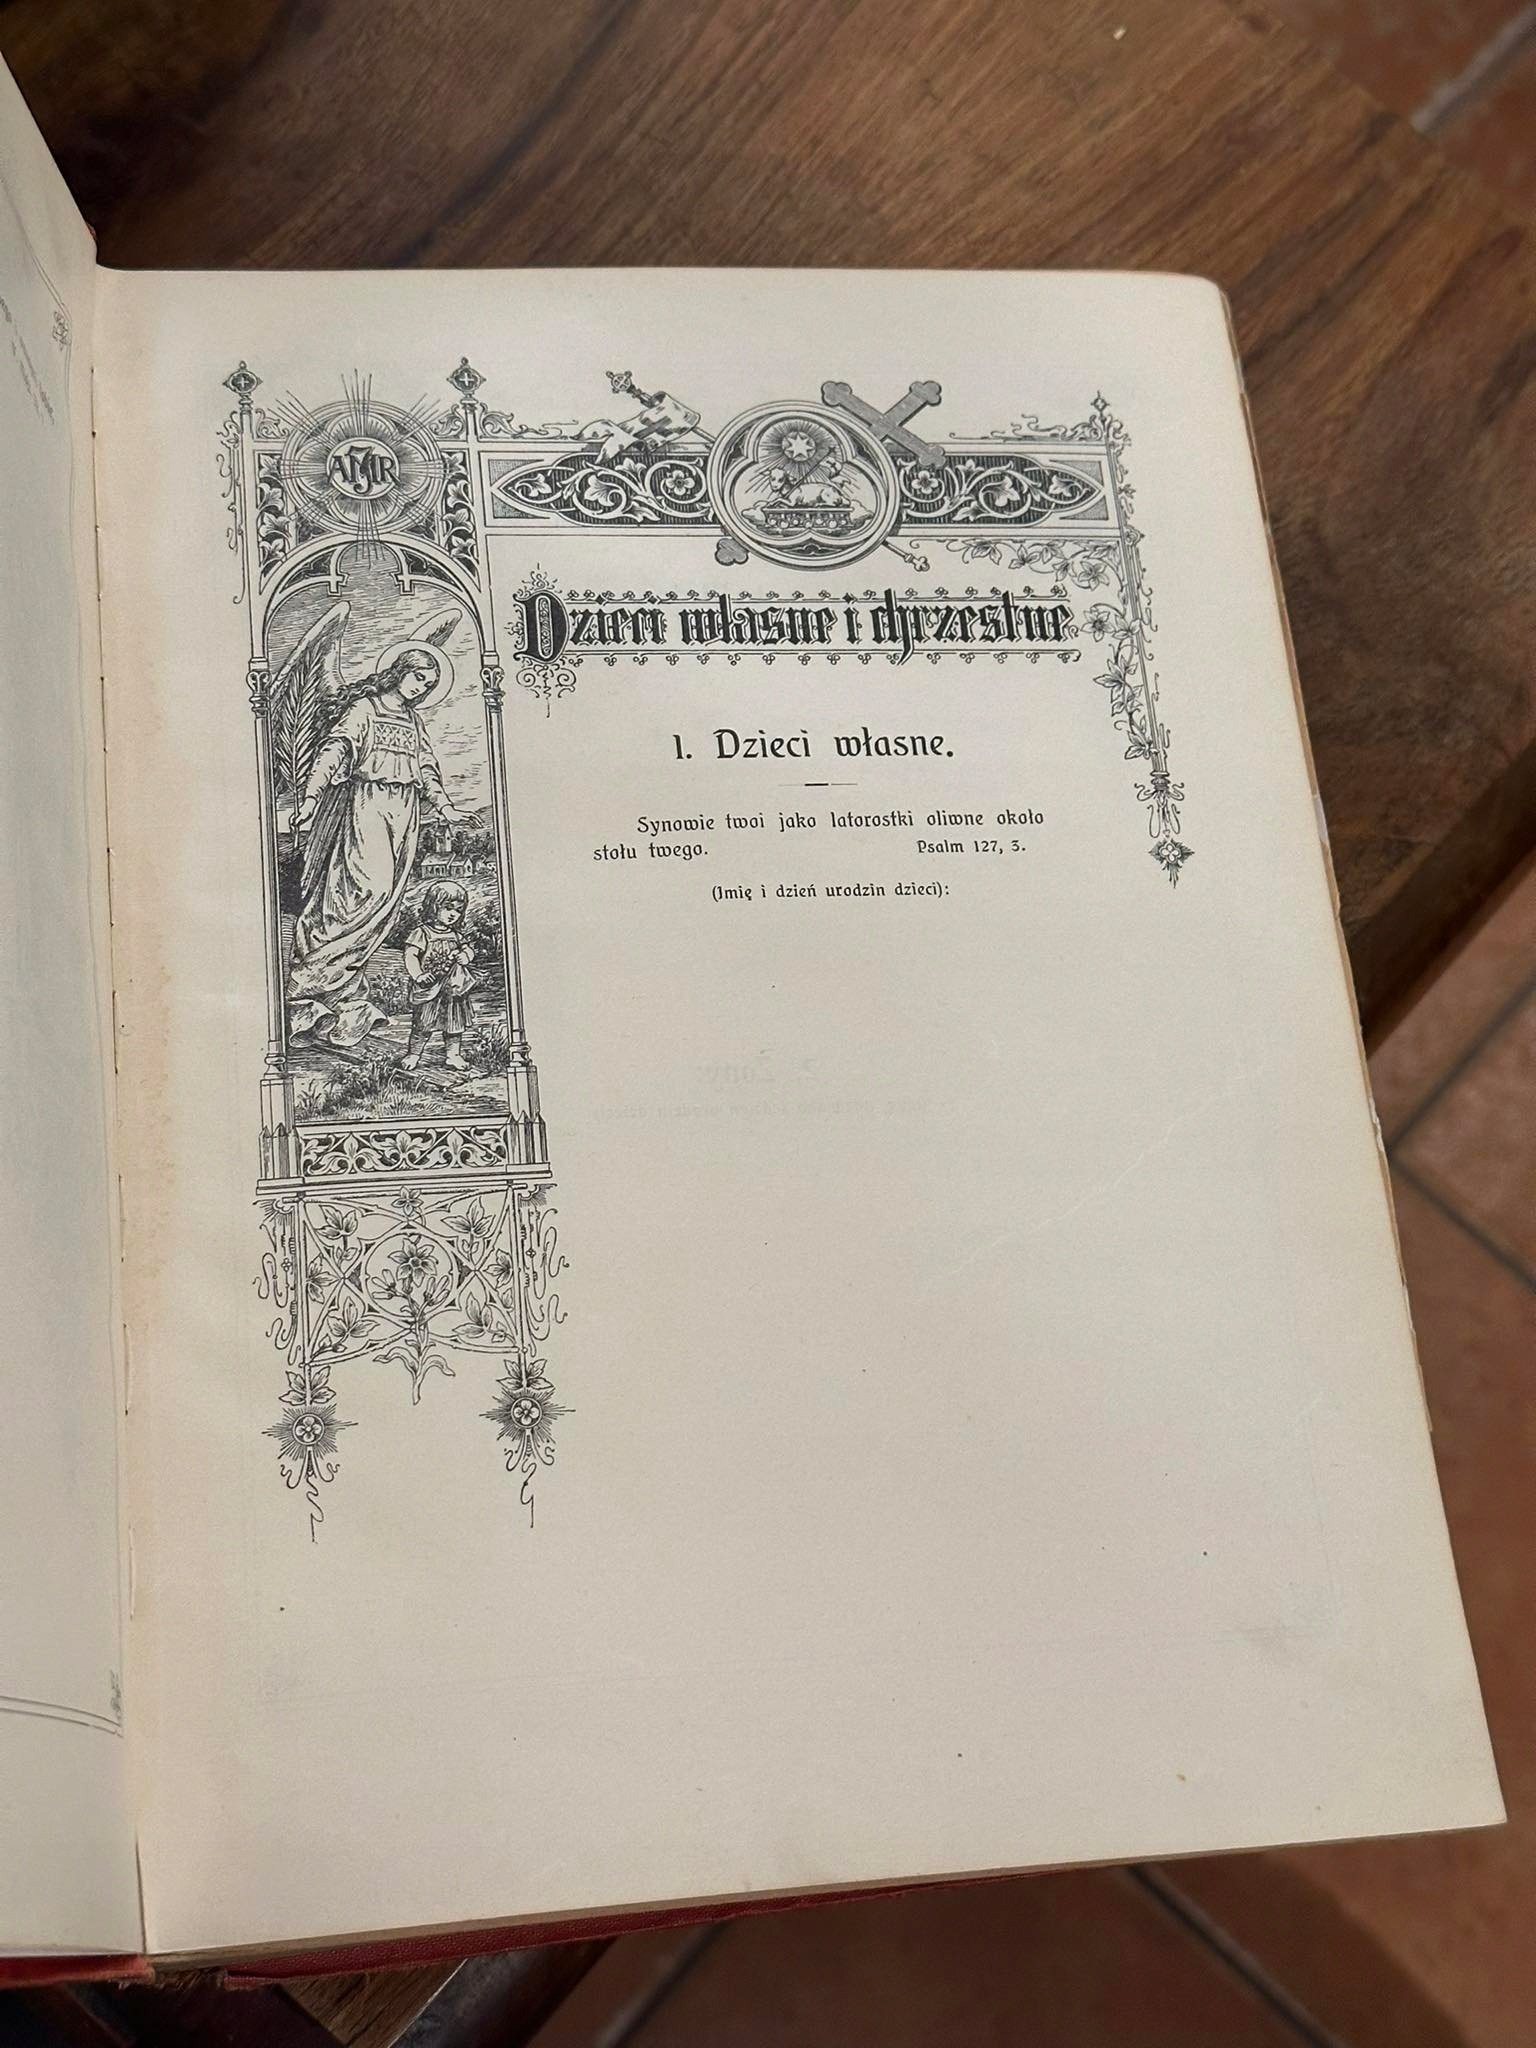 Dzieci własne i chrzestne
1. Dzieci własne.
Synowie twoi jako latorostki oliwne około
stołu twego. Psalm 127, 3.
(Imię i dzień urodzin dzieci):